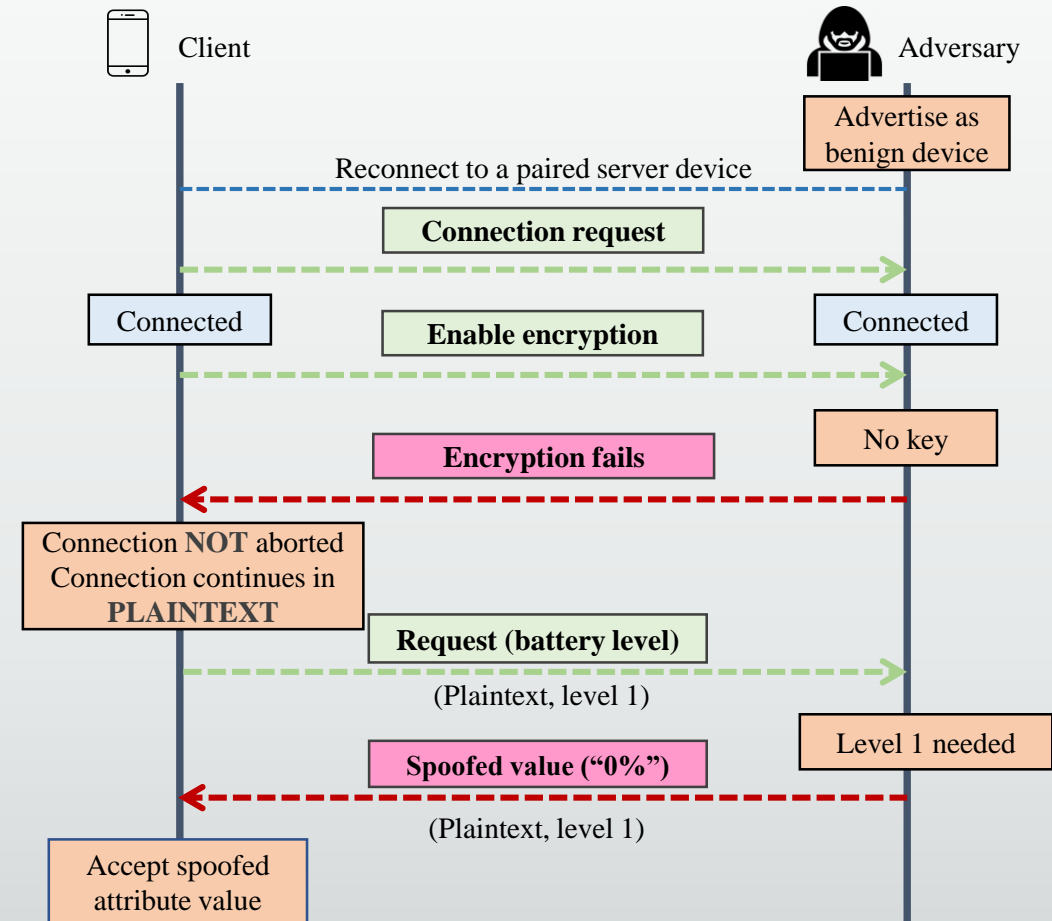 Client
Adversary
Advertise as
benign device
Reconnect to a paired server device
Connection request
Connected
Connected
Enable encryption
No key
Encryption fails
Connection NOT aborted
Connection continues in
PLAINTEXT
Request (battery level)
(Plaintext, level 1)
Level 1 needed
Spoofed value (“0%”)
(Plaintext, level 1)
Accept spoofed
attribute value